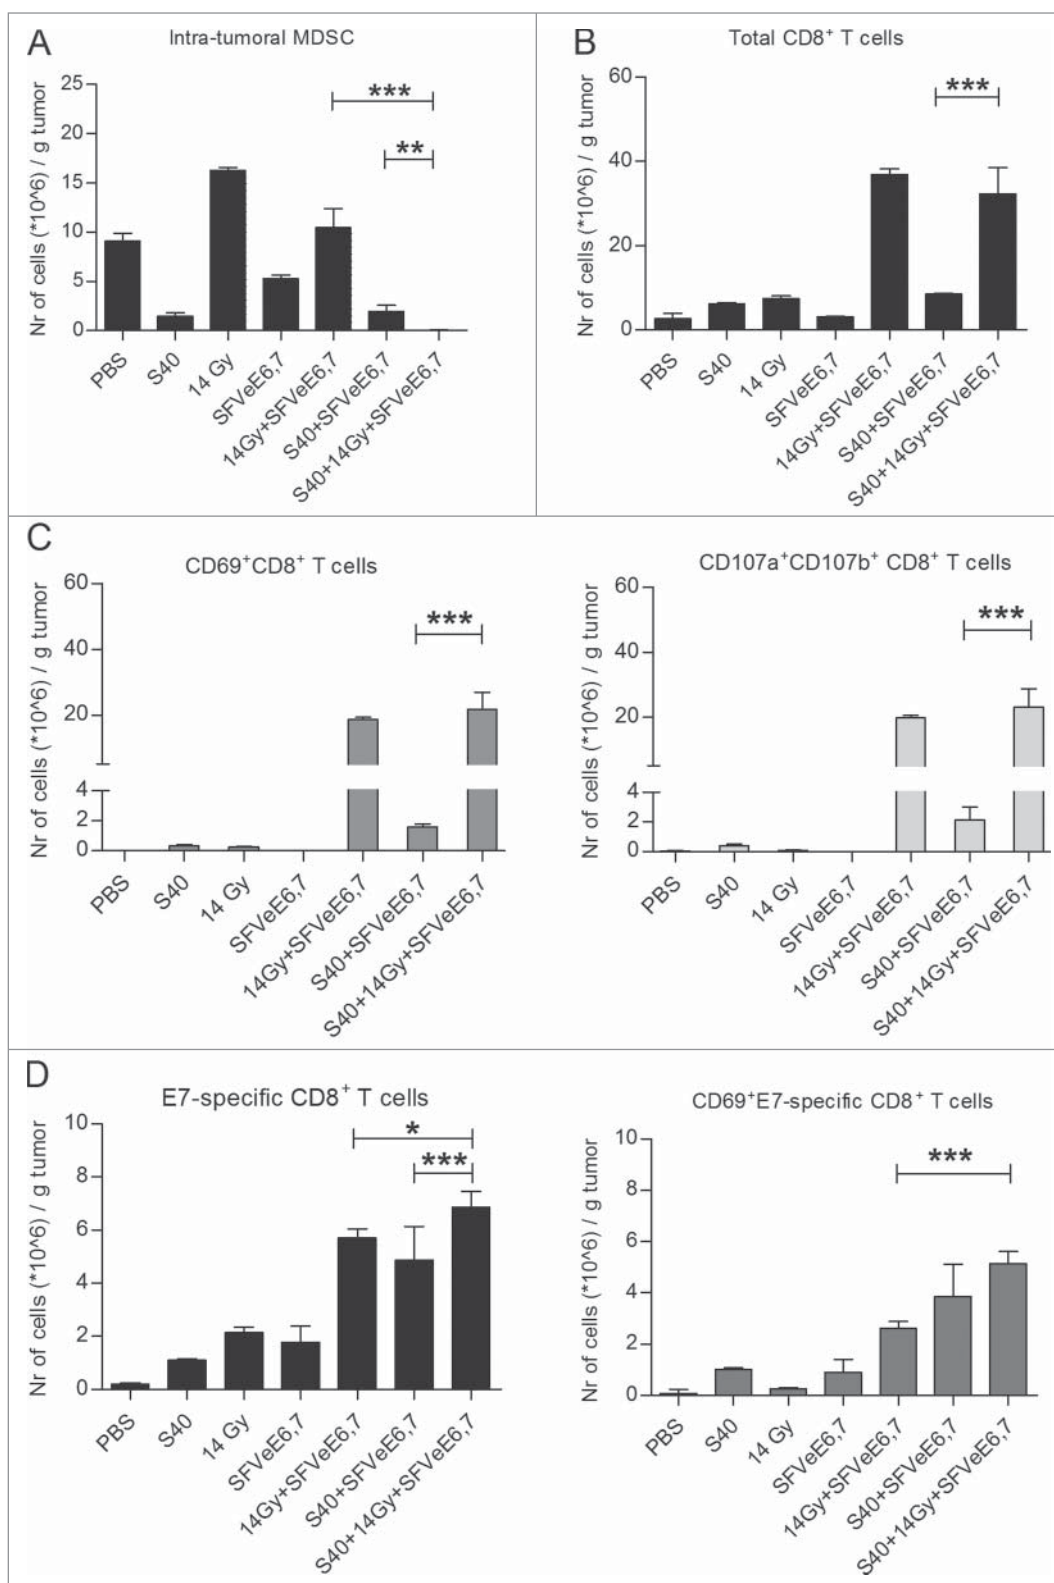 A
Intra-tumoral MDSC
Nr of cells (*10^6) / g tumor
25
20
15
10
5
0
***
**
PBS
S40
14 Gy
SFVeE6,7
14Gy+SFVeE6,7
S40+SFVeE6,7
S40+14Gy+SFVeE6,7
B
Total CD8⁺ T cells
Nr of cells (*10^6) / g tumor
60
40
20
0
***
PBS
S40
14 Gy
SFVeE6,7
14Gy+SFVeE6,7
S40+SFVeE6,7
S40+14Gy+SFVeE6,7
C
CD69⁺CD8⁺ T cells
Nr of cells (*10^6) / g tumor
60
40
20
4
2
0
***
PBS
S40
14 Gy
SFVeE6,7
14Gy+SFVeE6,7
S40+SFVeE6,7
S40+14Gy+SFVeE6,7
CD107a⁺CD107b⁺ CD8⁺ T cells
Nr of cells (*10^6) / g tumor
60
40
20
4
2
0
***
PBS
S40
14 Gy
SFVeE6,7
14Gy+SFVeE6,7
S40+SFVeE6,7
S40+14Gy+SFVeE6,7
D
E7-specific CD8⁺ T cells
Nr of cells (*10^6) / g tumor
10
8
6
4
2
0
*
***
PBS
S40
14 Gy
SFVeE6,7
14Gy+SFVeE6,7
S40+SFVeE6,7
S40+14Gy+SFVeE6,7
CD69⁺E7-specific CD8⁺ T cells
Nr of cells (*10^6) / g tumor
10
8
6
4
2
0
***
PBS
S40
14 Gy
SFVeE6,7
14Gy+SFVeE6,7
S40+SFVeE6,7
S40+14Gy+SFVeE6,7